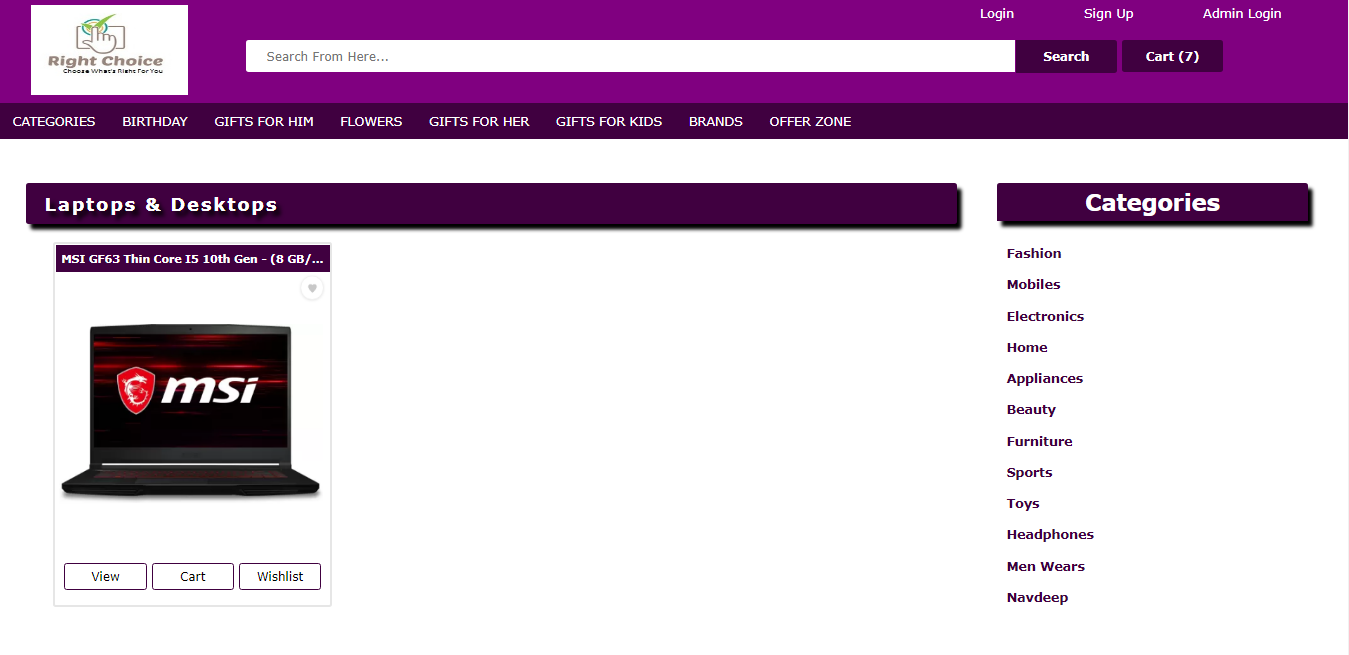 Login Sign Up Admin Login
Right Choice
Choose What's Right For You
Search From Here...
Search
Cart (7)
CATEGORIES BIRTHDAY GIFTS FOR HIM FLOWERS GIFTS FOR HER GIFTS FOR KIDS BRANDS OFFER ZONE
Laptops & Desktops
MSI GF63 Thin Core I5 10th Gen - (8 GB/...
msi
View Cart Wishlist
Categories
Fashion
Mobiles
Electronics
Home
Appliances
Beauty
Furniture
Sports
Toys
Headphones
Men Wears
Navdeep